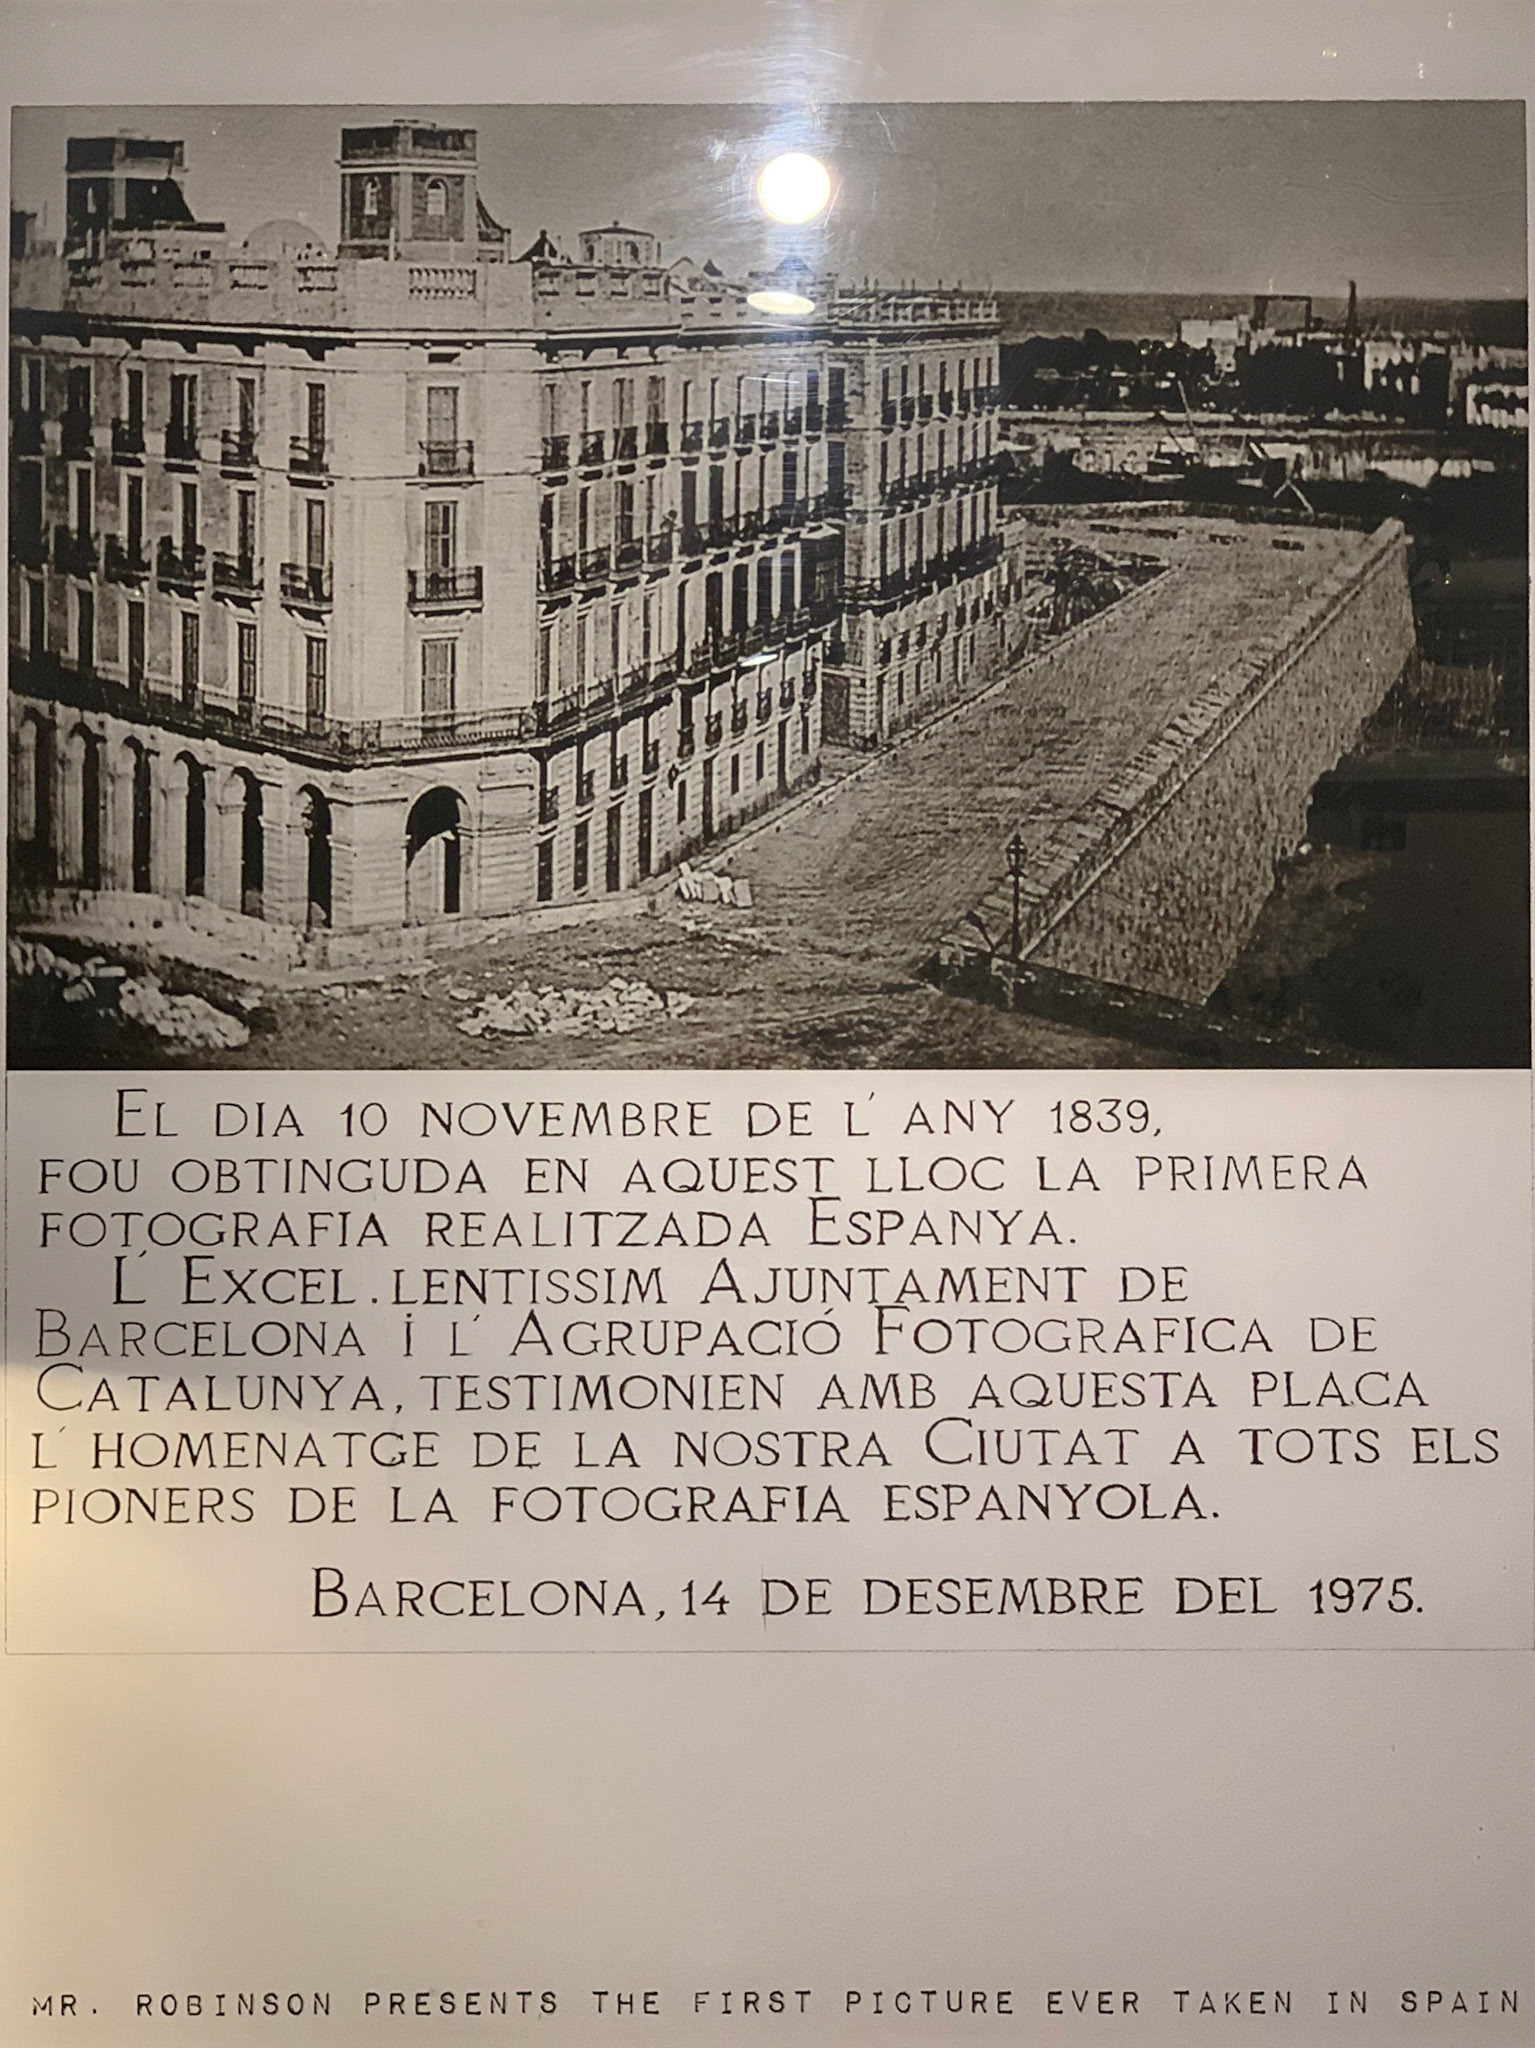 EL DIA 10 NOVEMBRE DE L' ANY 1839,
FOU OBTINGUDA EN AQUEST LLOC LA PRIMERA
FOTOGRAFIA REALITZADA ESPANYA.
L' EXCEL.LENTISSIM AJUNTAMENT DE
BARCELONA i L' AGRUPACIÓ FOTOGRAFICA DE
CATALUNYA, TESTIMONIEN AMB AQUESTA PLACA
L' HOMENATGE DE LA NOSTRA CIUTAT A TOTS ELS
PIONERS DE LA FOTOGRAFIA ESPANYOLA.
BARCELONA, 14 DE DESEMBRE DEL 1975.
MR. ROBINSON PRESENTS THE FIRST PICTURE EVER TAKEN IN SPAIN